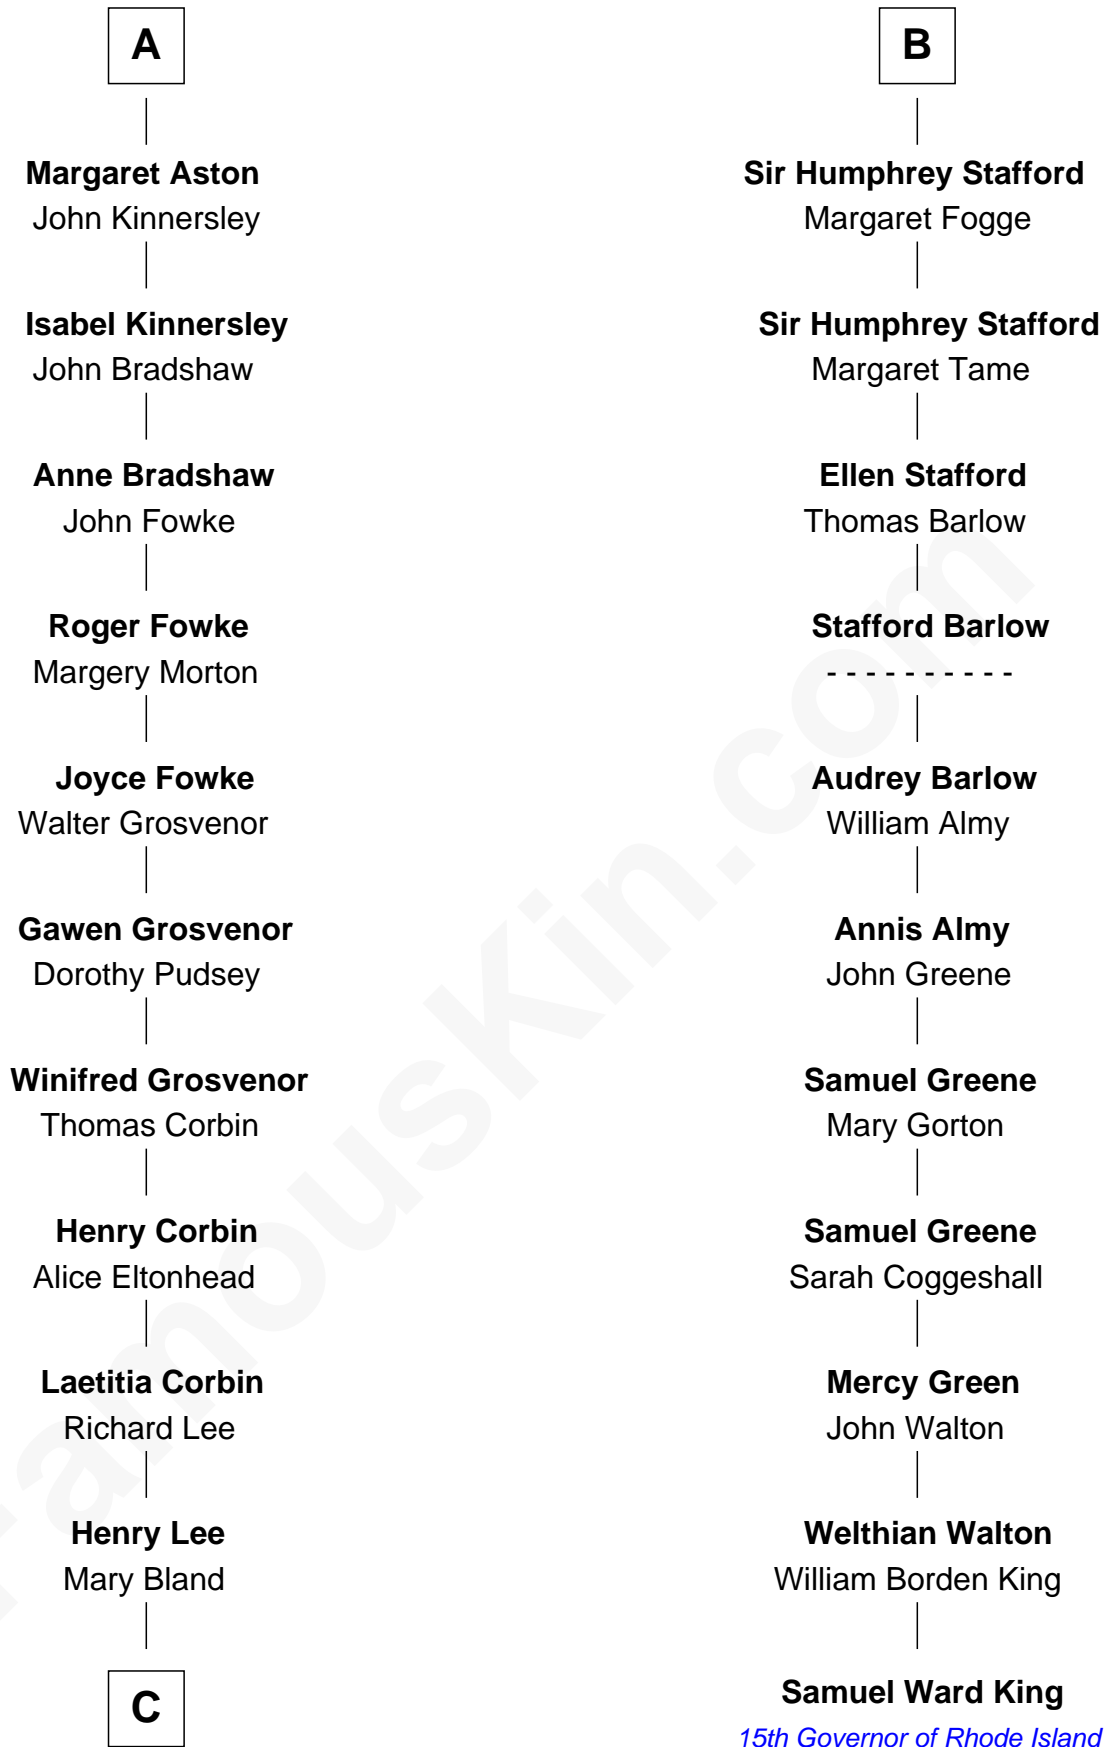 A
Margaret Aston
John Kinnersley
Isabel Kinnersley
John Bradshaw
Anne Bradshaw
John Fowke
Roger Fowke
Margery Morton
Joyce Fowke
Walter Grosvenor
Gawen Grosvenor
Dorothy Pudsey
Winifred Grosvenor
Thomas Corbin
Henry Corbin
Alice Eltonhead
Laetitia Corbin
Richard Lee
Henry Lee
Mary Bland
C
B
Sir Humphrey Stafford
Margaret Fogge
Sir Humphrey Stafford
Margaret Tame
Ellen Stafford
Thomas Barlow
Stafford Barlow
- - - - - - - - - -
Audrey Barlow
William Almy
Annis Almy
John Greene
Samuel Greene
Mary Gorton
Samuel Greene
Sarah Coggeshall
Mercy Green
John Walton
Welthian Walton
William Borden King
Samuel Ward King
15th Governor of Rhode Island
FamousKin.com